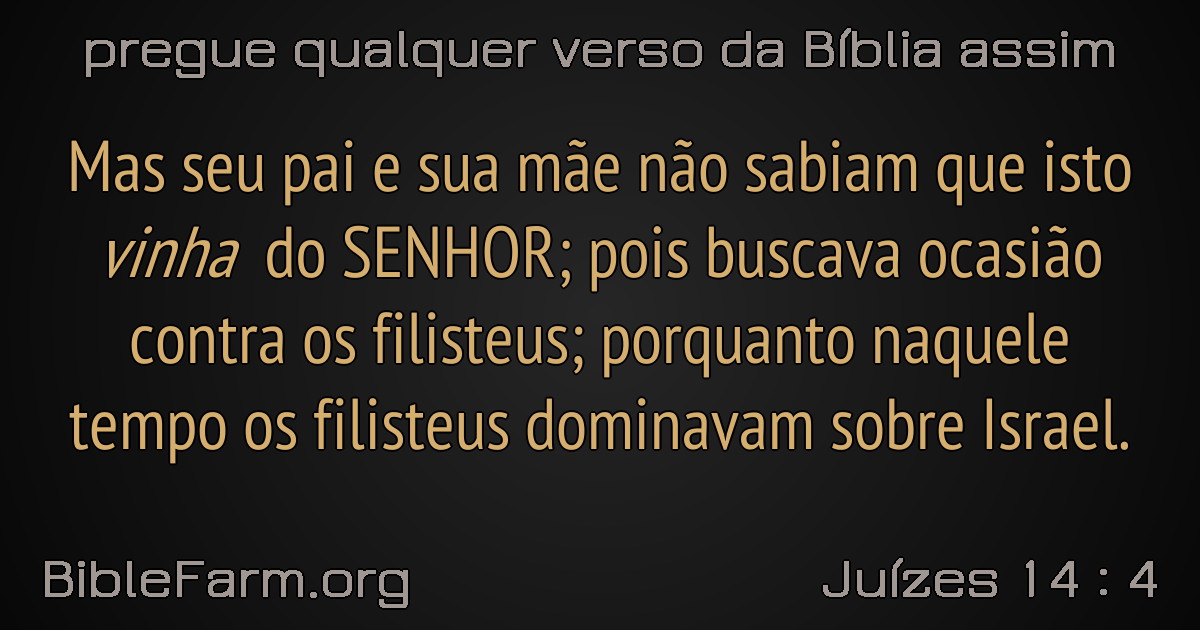 pregue qualquer verso da Bíblia assim
Mas seu pai e sua mãe não sabiam que isto
vinha do SENHOR; pois buscava ocasião
contra os filisteus; porquanto naquele
tempo os filisteus dominavam sobre Israel.
BibleFarm.org
Juízes 14 : 4